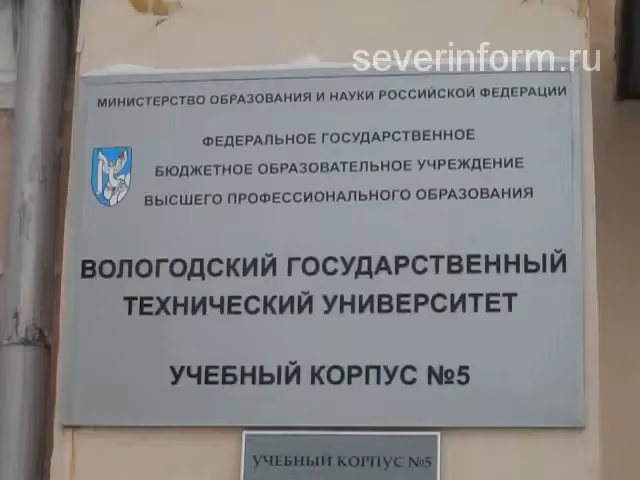 severinform.ru
МИНИСТЕРСТВО ОБРАЗОВАНИЯ И НАУКИ РОССИЙСКОЙ ФЕДЕРАЦИИ
ФЕДЕРАЛЬНОЕ ГОСУДАРСТВЕННОЕ
БЮДЖЕТНОЕ ОБРАЗОВАТЕЛЬНОЕ УЧРЕЖДЕНИЕ
ВЫСШЕГО ПРОФЕССИОНАЛЬНОГО ОБРАЗОВАНИЯ
ВОЛОГОДСКИЙ ГОСУДАРСТВЕННЫЙ
ТЕХНИЧЕСКИЙ УНИВЕРСИТЕТ
УЧЕБНЫЙ КОРПУС №5
УЧЕБНЫЙ КОРПУС №5